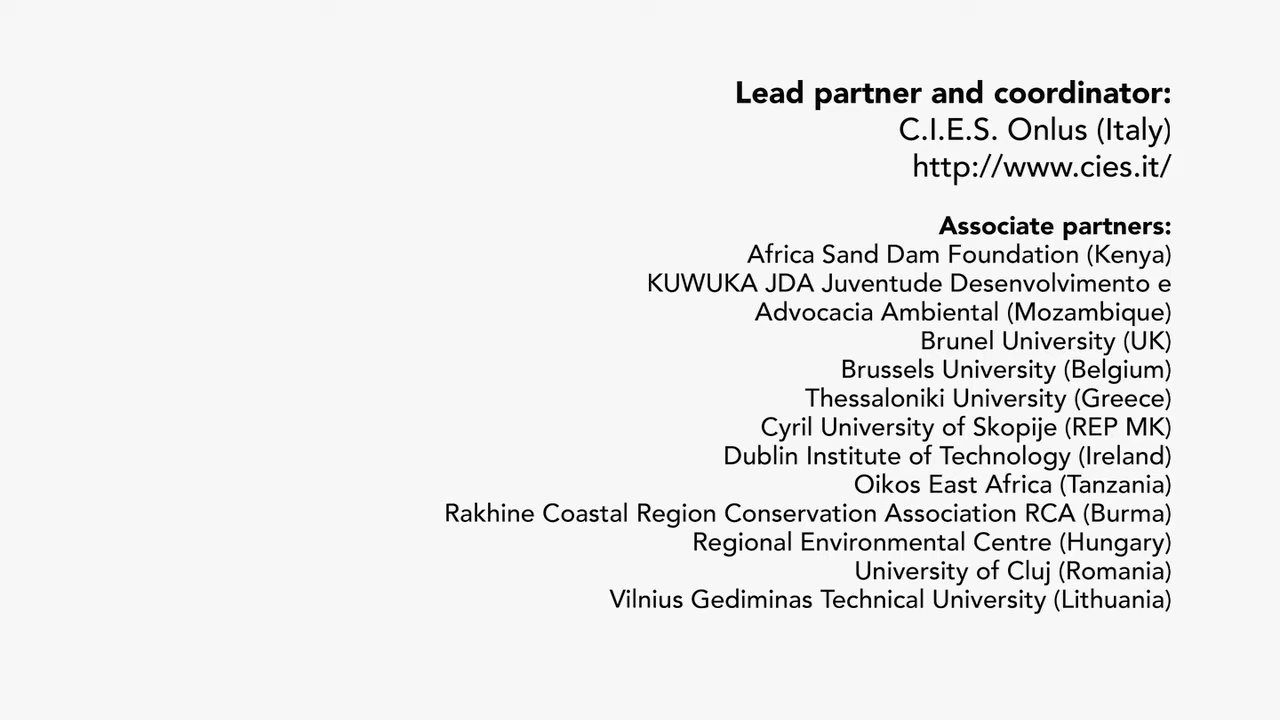 Lead partner and coordinator:
C.I.E.S. Onlus (Italy)
http://www.cies.it/
Associate partners:
Africa Sand Dam Foundation (Kenya)
KUWUKA JDA Juventude Desenvolvimento e
Advocacia Ambiental (Mozambique)
Brunel University (UK)
Brussels University (Belgium)
Thessaloniki University (Greece)
Cyril University of Skopije (REP MK)
Dublin Institute of Technology (Ireland)
Oikos East Africa (Tanzania)
Rakhine Coastal Region Conservation Association RCA (Burma)
Regional Environmental Centre (Hungary)
University of Cluj (Romania)
Vilnius Gediminas Technical University (Lithuania)